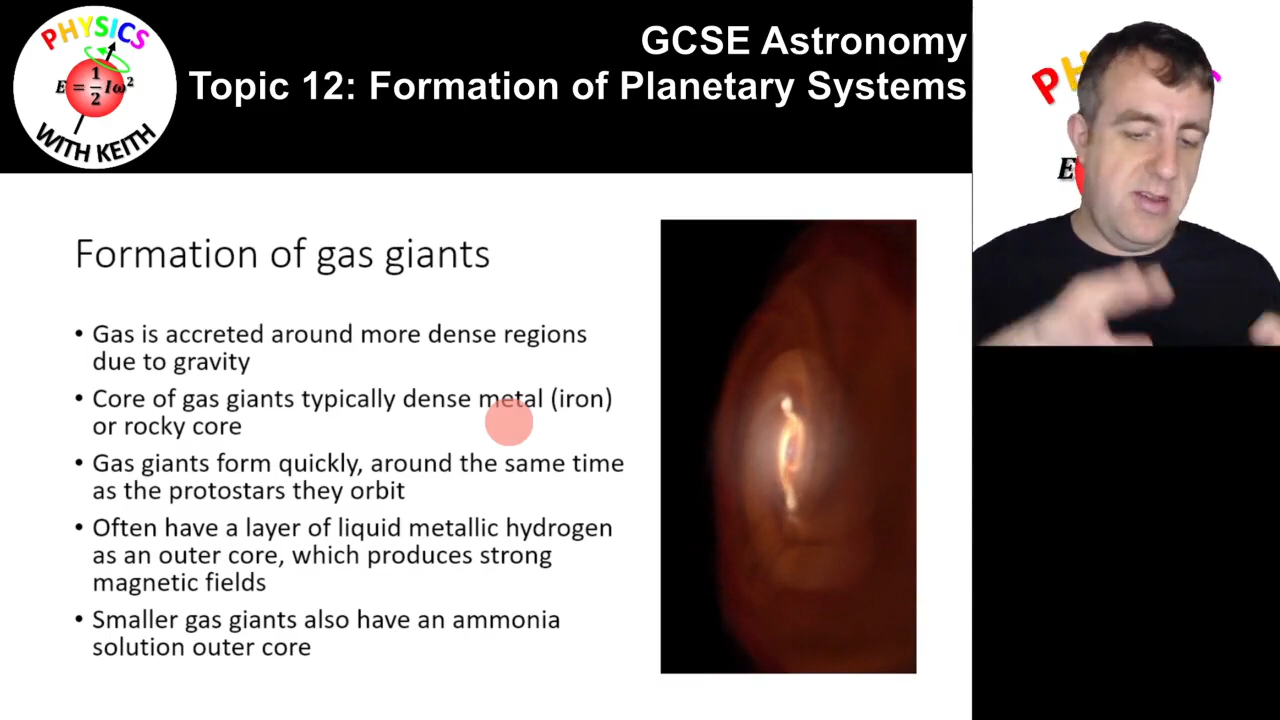 PHYSICS
E = 1/2 Iω²
WITH KEITH
GCSE Astronomy
Topic 12: Formation of Planetary Systems
PH
E
Formation of gas giants
• Gas is accreted around more dense regions
due to gravity
• Core of gas giants typically dense metal (iron)
or rocky core
• Gas giants form quickly, around the same time
as the protostars they orbit
• Often have a layer of liquid metallic hydrogen
as an outer core, which produces strong
magnetic fields
• Smaller gas giants also have an ammonia
solution outer core